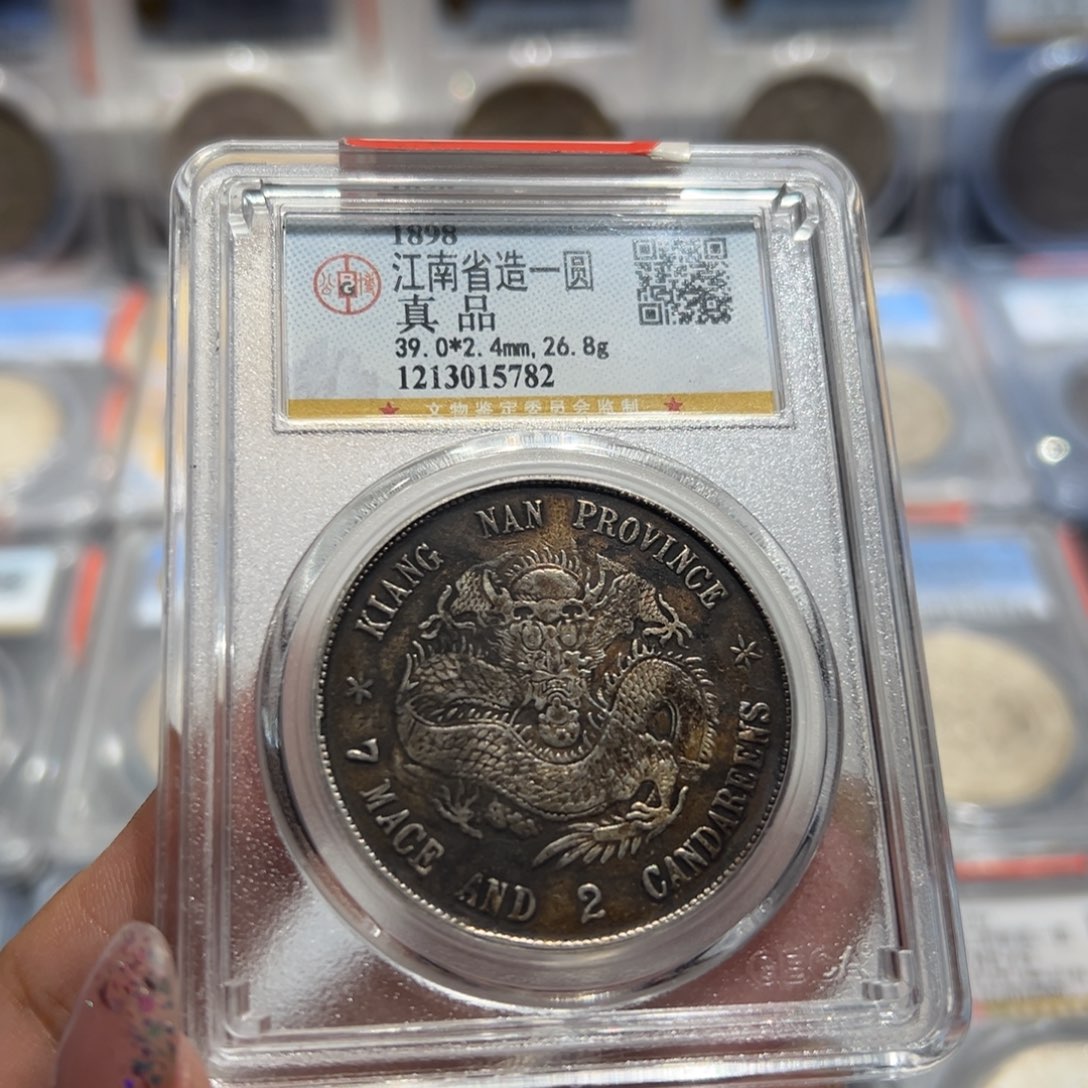 1898
江南省造一圆
真品
39.0*2.4mm,26.8g
1213015782
★ 文物鉴定委员会监制 ★
KIANG NAN PROVINCE
* 7 MACE AND 2 CANDAREENS *